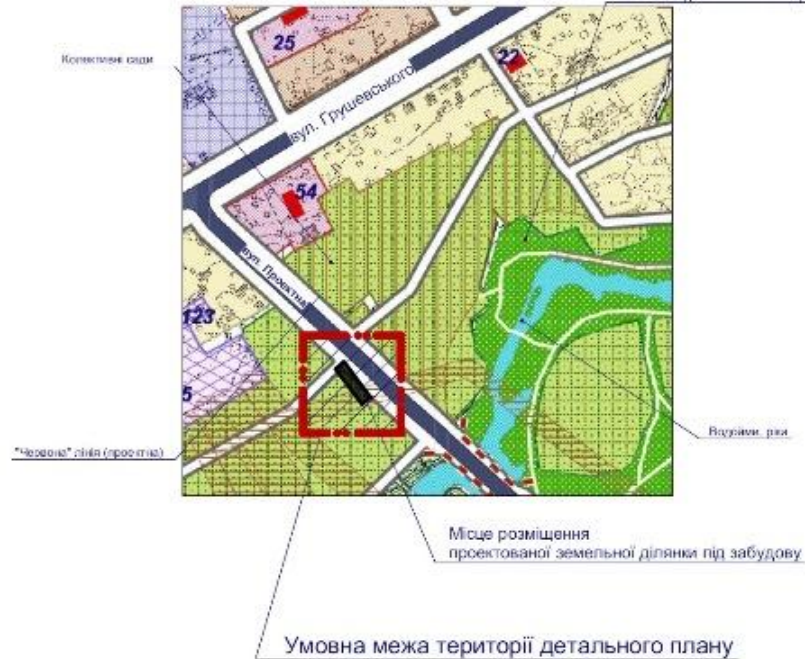 25
Колективні сади
22
вул. Грушевського
54
вул. Проектна
123
5
"Червона" лінія (проектна)
Водойми, ріки
Місце розміщення
проектованої земельної ділянки під забудову
Умовна межа території детального плану